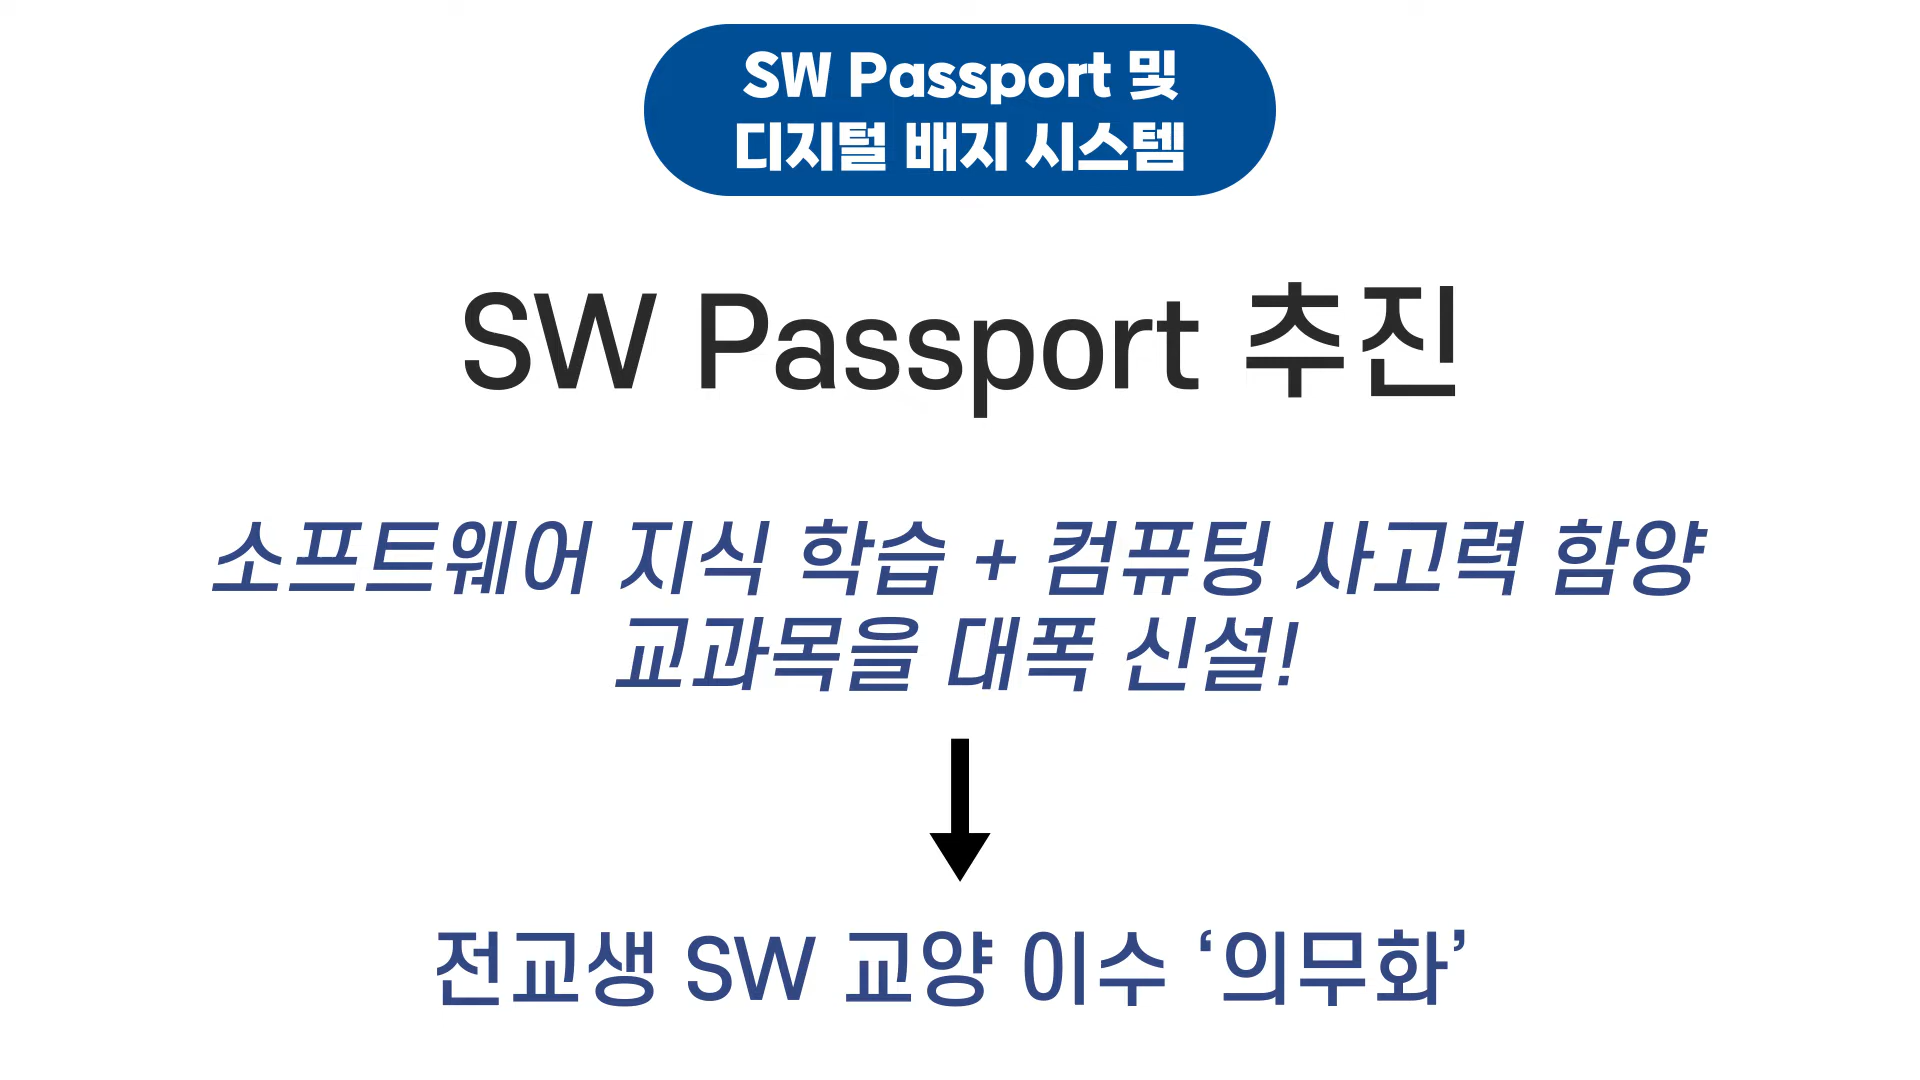 SW Passport 및
디지털 배지 시스템
SW Passport 추진
소프트웨어 지식 학습 + 컴퓨팅 사고력 함양
교과목을 대폭 신설!
전교생 SW 교양 이수 ‘의무화’